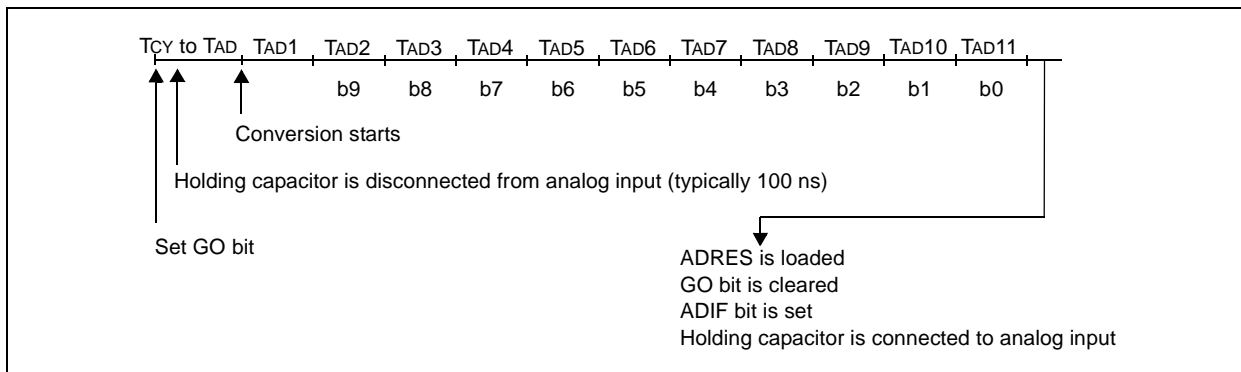 TCY to TAD TAD1 TAD2 TAD3 TAD4 TAD5 TAD6 TAD7 TAD8 TAD9 TAD10 TAD11
b9 b8 b7 b6 b5 b4 b3 b2 b1 b0
Conversion starts
Holding capacitor is disconnected from analog input (typically 100 ns)
Set GO bit
ADRES is loaded
GO bit is cleared
ADIF bit is set
Holding capacitor is connected to analog input